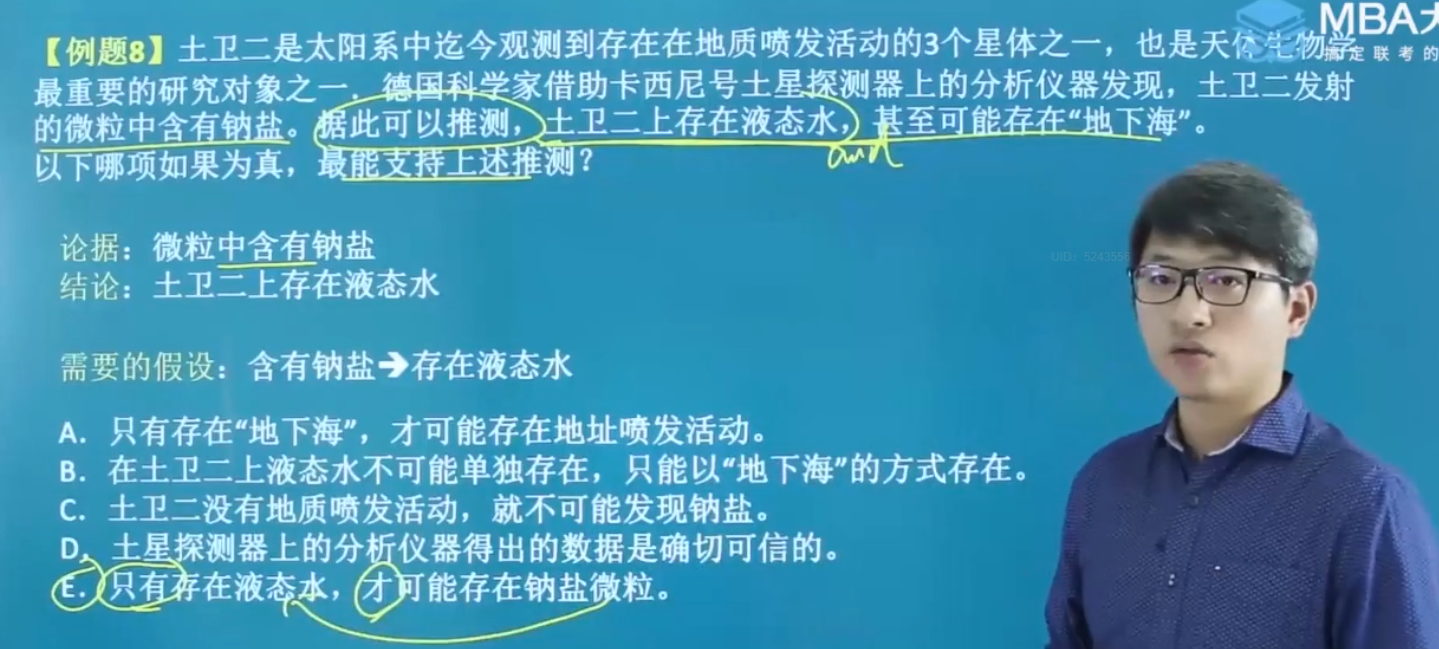 MBA大
搞定联考的
【例题8】土卫二是太阳系中迄今观测到存在在地质喷发活动的3个星体之一，也是天体生物学
最重要的研究对象之一．德国科学家借助卡西尼号土星探测器上的分析仪器发现，土卫二发射
的微粒中含有钠盐。据此可以推测，土卫二上存在液态水，甚至可能存在“地下海”。
and
以下哪项如果为真，最能支持上述推测？
论据：微粒中含有钠盐
UID：524355
结论：土卫二上存在液态水
需要的假设：含有钠盐➔存在液态水
A．只有存在“地下海”，才可能存在地址喷发活动。
B．在土卫二上液态水不可能单独存在，只能以“地下海”的方式存在。
C．土卫二没有地质喷发活动，就不可能发现钠盐。
D．土星探测器上的分析仪器得出的数据是确切可信的。
E．只有存在液态水，才可能存在钠盐微粒。